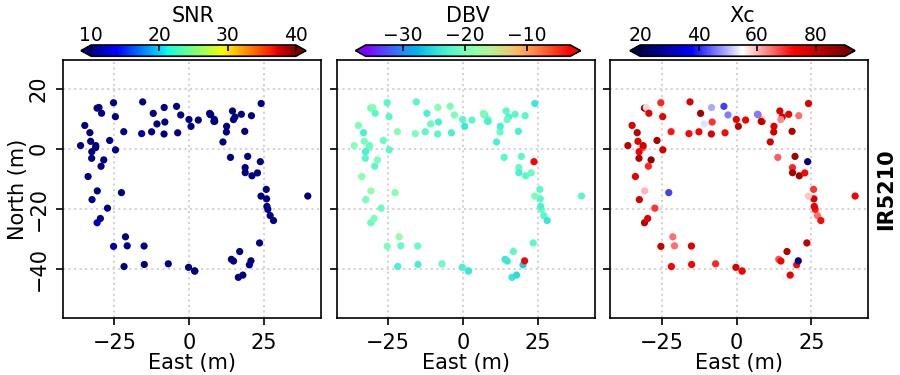 SNR DBV Xc
10 20 30 40 −30 −20 −10 20 40 60 80
20
0
−20
−40
North (m)
IR5210
−25 0 25 −25 0 25 −25 0 25
East (m) East (m) East (m)